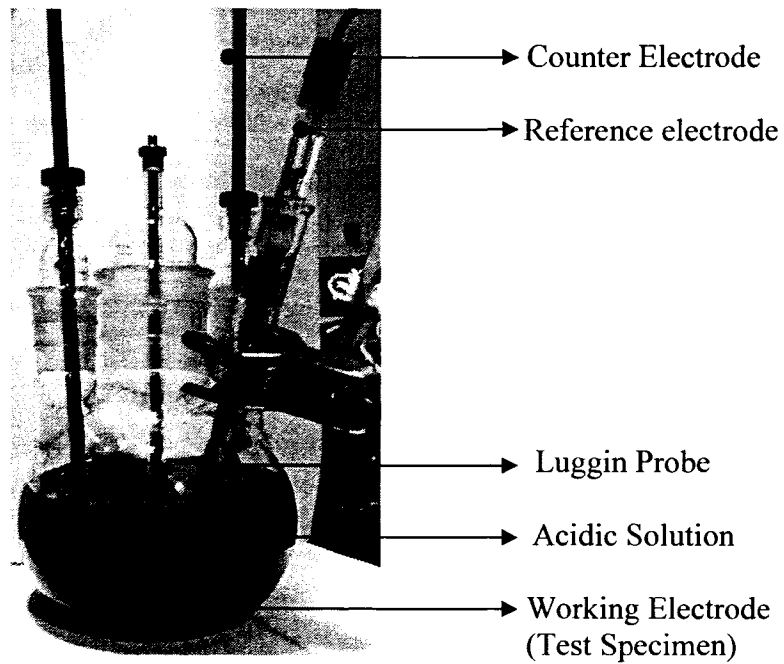 Counter Electrode
Reference electrode
Luggin Probe
Acidic Solution
Working Electrode
(Test Specimen)